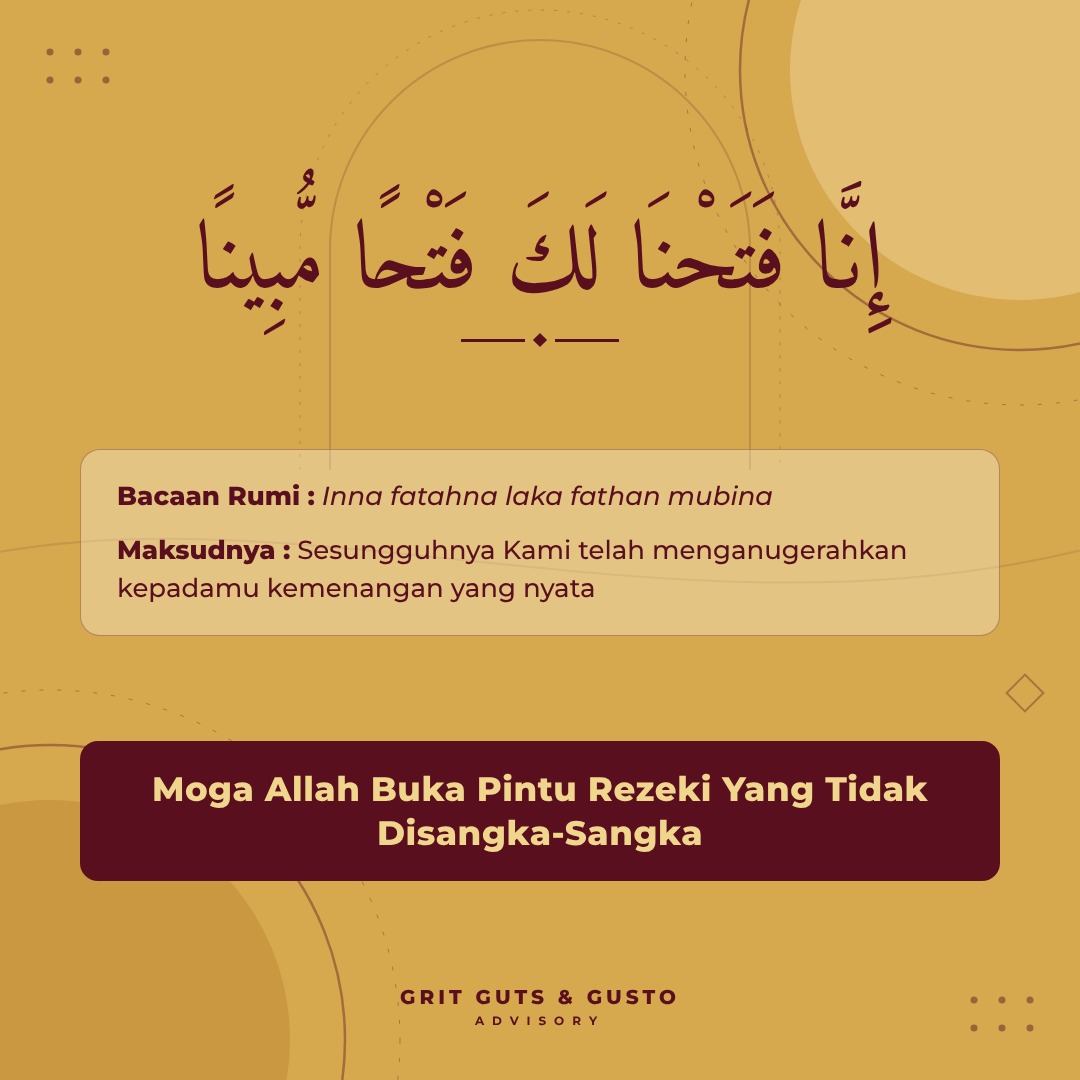 إِنَّا فَتَحْنَا لَكَ فَتْحًا مُّبِينًا
Bacaan Rumi : Inna fatahna laka fathan mubina
Maksudnya : Sesungguhnya Kami telah menganugerahkan
kepadamu kemenangan yang nyata
Moga Allah Buka Pintu Rezeki Yang Tidak
Disangka-Sangka
GRIT GUTS & GUSTO
ADVISORY